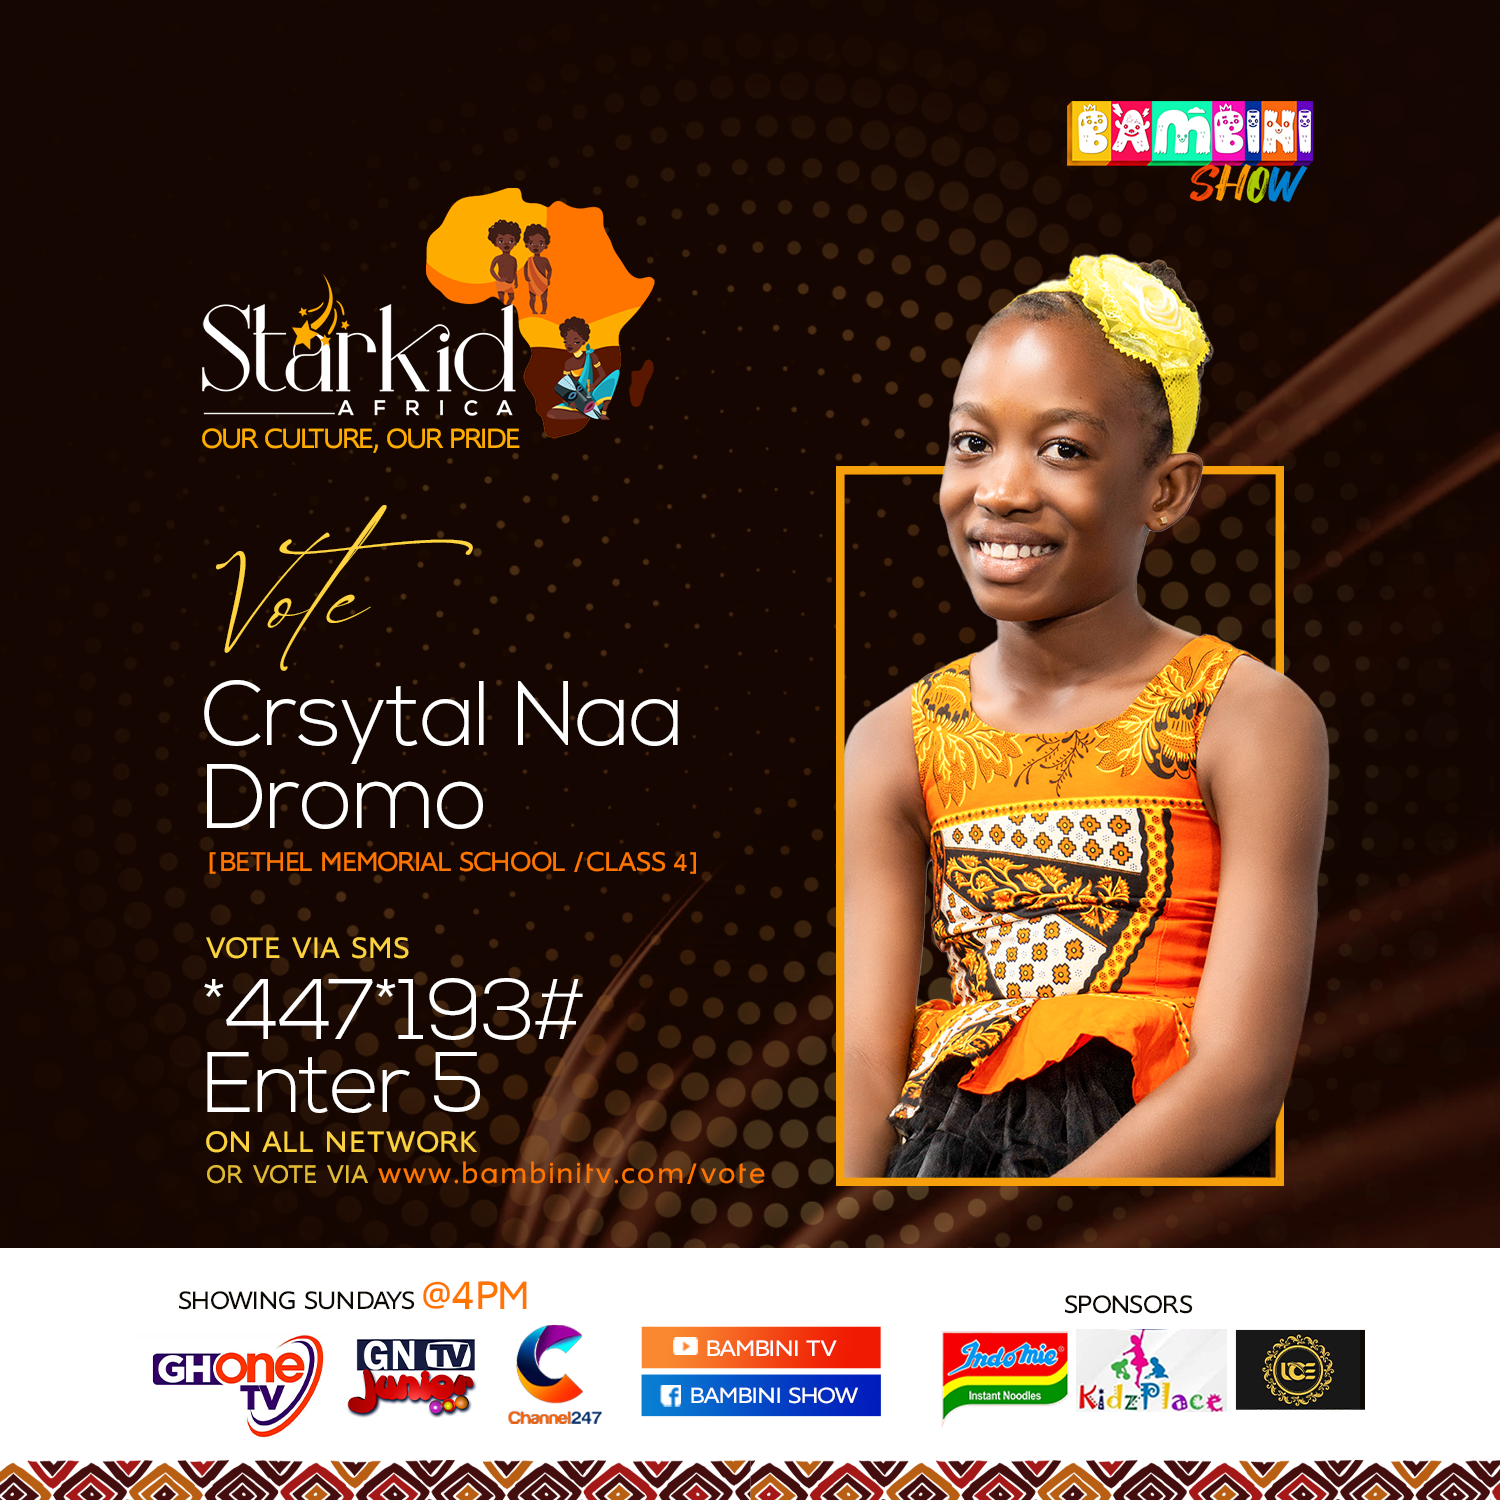 BAMBINI
SHOW
Starkid
AFRICA
OUR CULTURE, OUR PRIDE
Vote
Crsytal Naa
Dromo
[BETHEL MEMORIAL SCHOOL /CLASS 4]
VOTE VIA SMS
*447*193#
Enter 5
ON ALL NETWORK
OR VOTE VIA www.bambinitv.com/vote
SHOWING SUNDAYS @4PM
GHOne
TV
GN TV
Junior
Channel247
BAMBINI TV
BAMBINI SHOW
SPONSORS
Indomie
Instant Noodles
KidzPlace